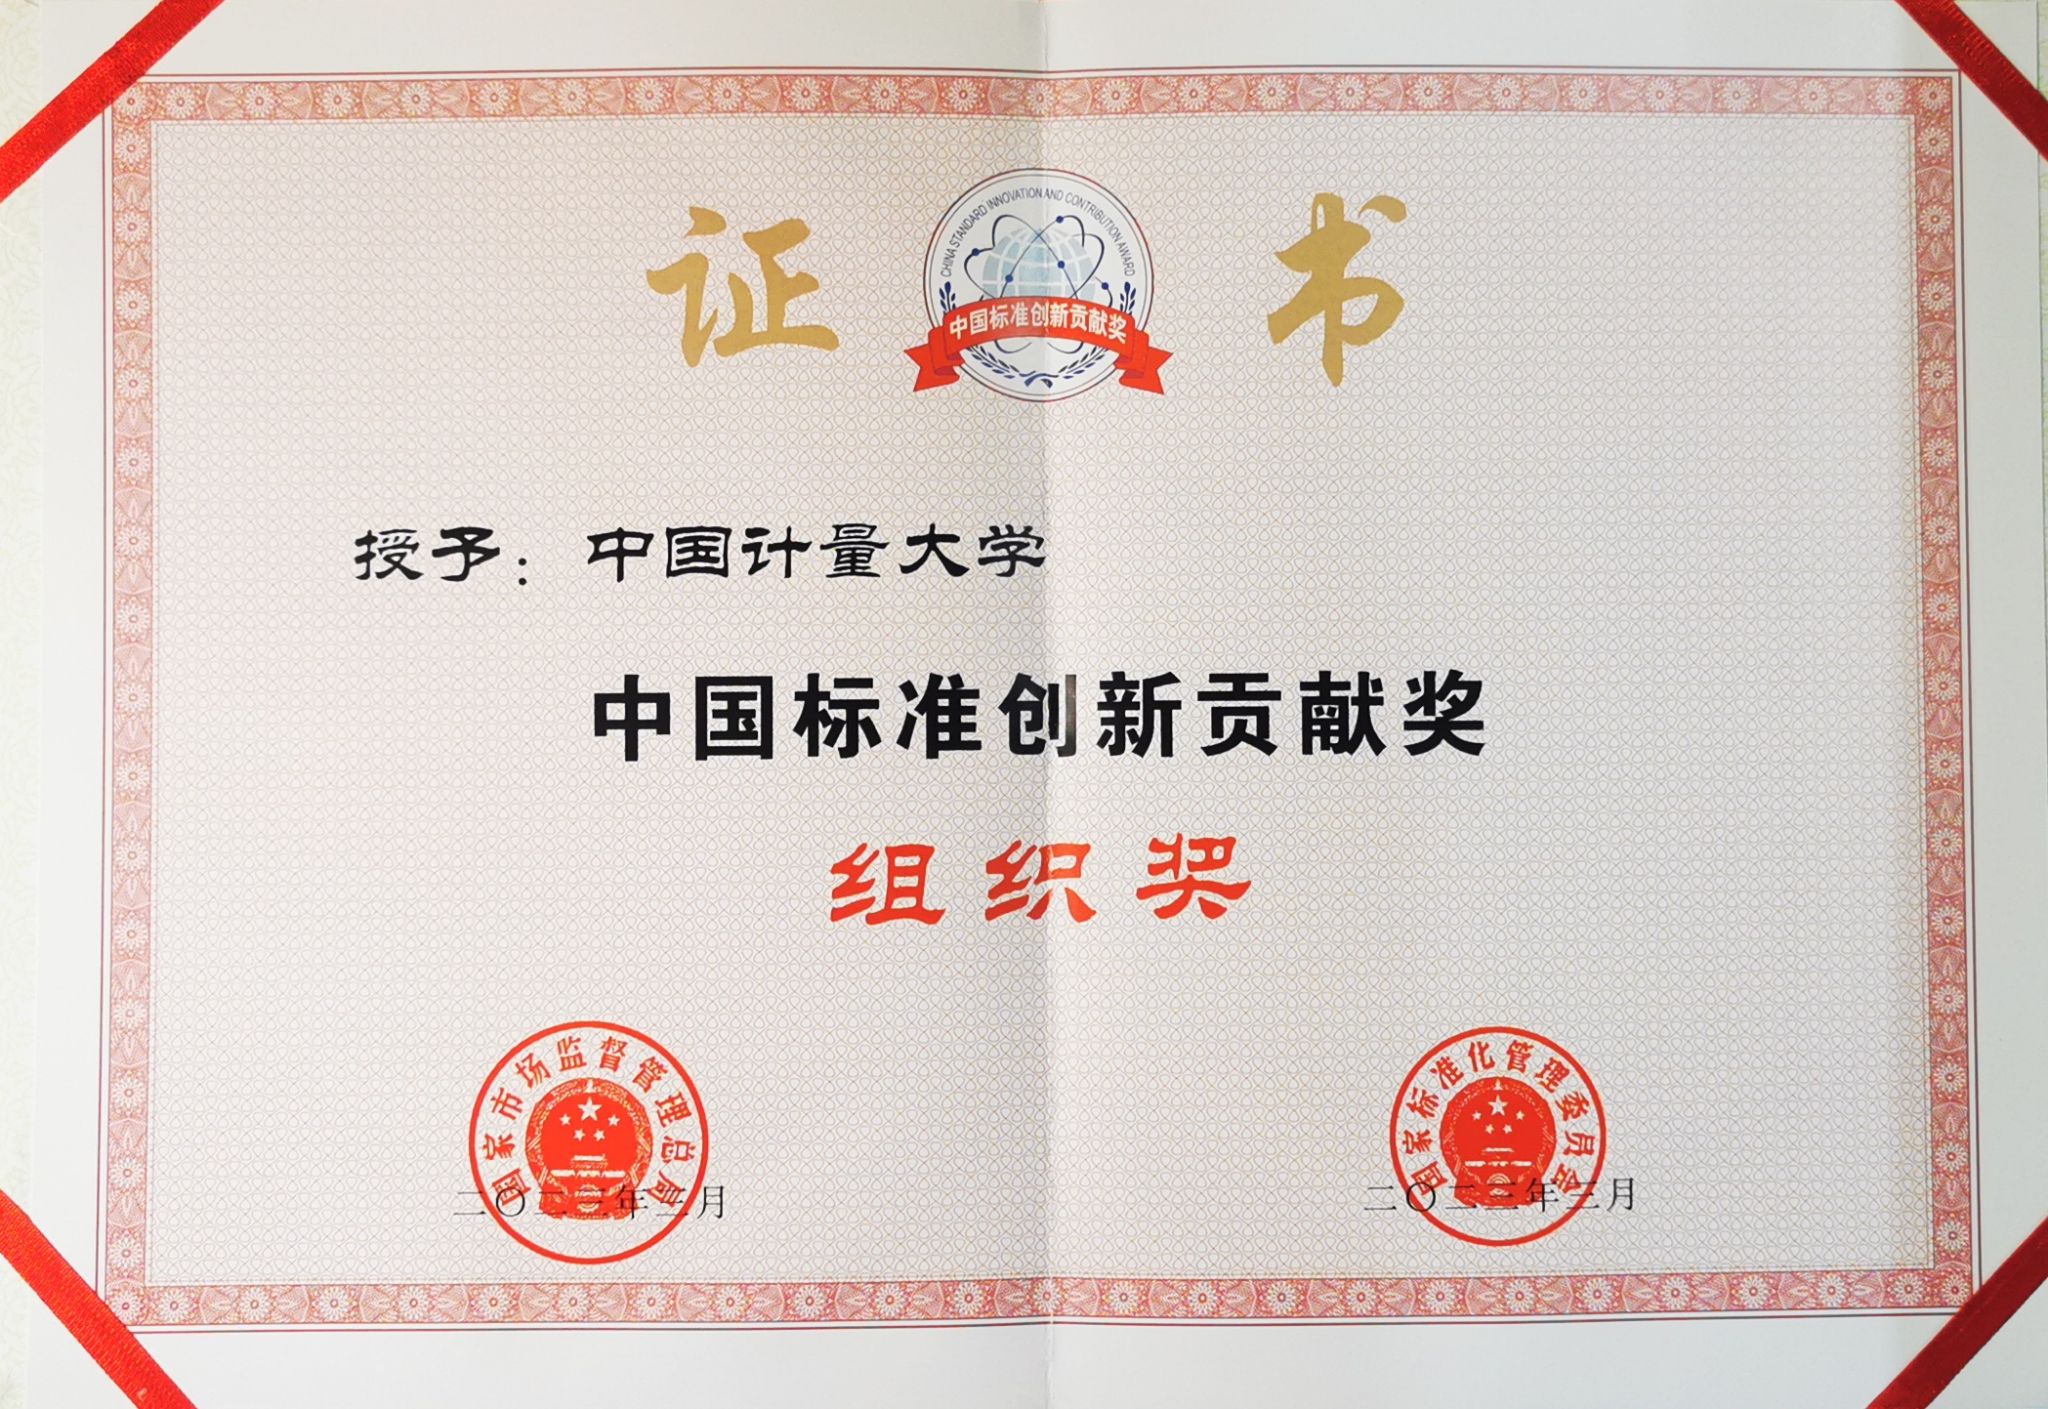 证 书
CHINA STANDARD INNOVATION AND CONTRIBUTION AWARD
中国标准创新贡献奖
授予：中国计量大学
中国标准创新贡献奖
组织奖
国家市场监督管理总局
二〇二三年三月
国家标准化管理委员会
二〇二三年三月